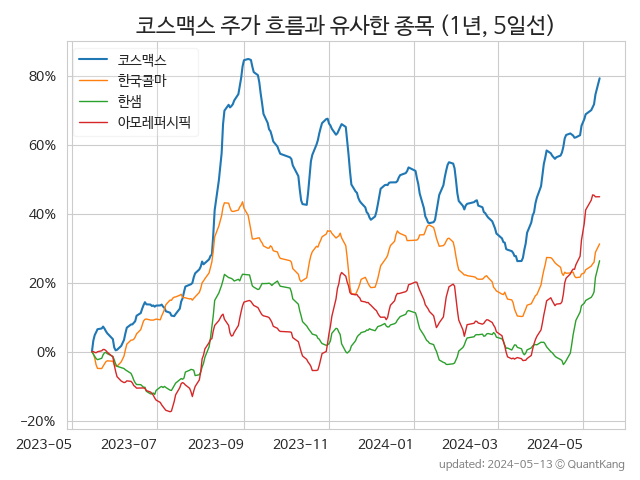 코스맥스 주가 흐름과 유사한 종목 (1년, 5일선)
코스맥스
한국콜마
한샘
아모레퍼시픽
80%
60%
40%
20%
0%
−20%
2023-05 2023-07 2023-09 2023-11 2024-01 2024-03 2024-05
updated: 2024-05-13 © QuantKang